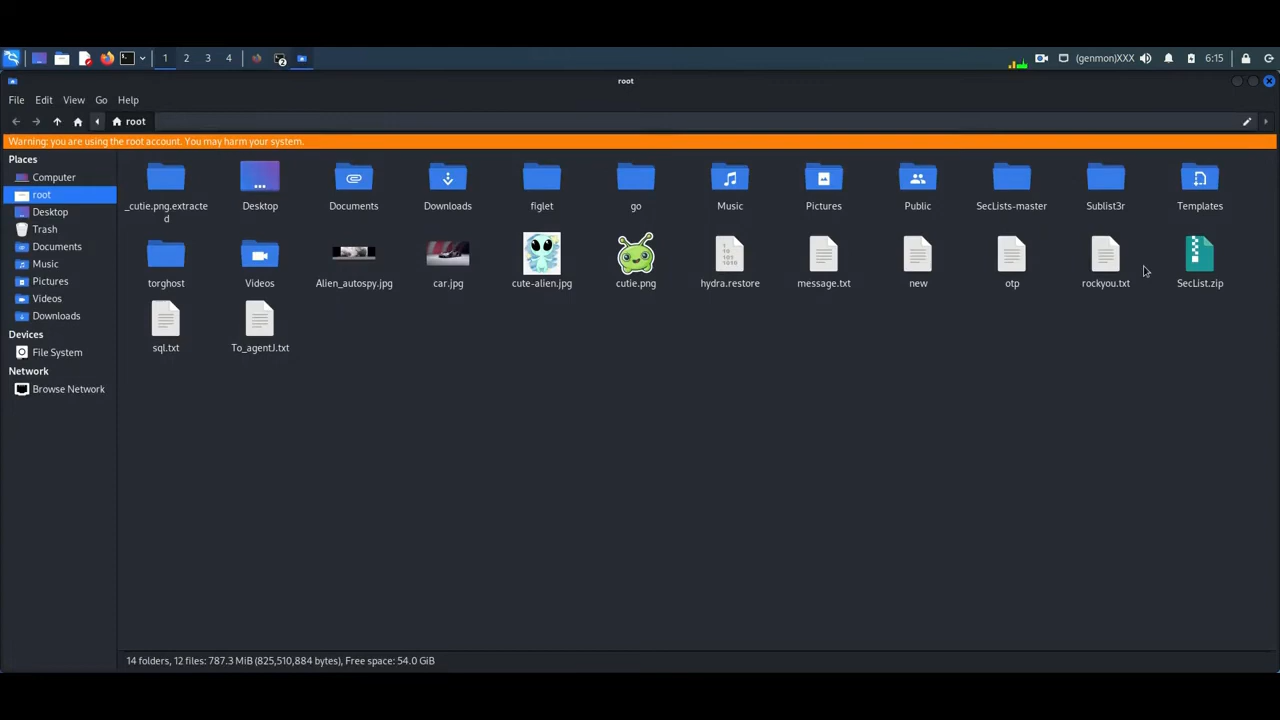 1 2 3 4 2 (genmon)XXX 6:15
root
File Edit View Go Help
root
Warning: you are using the root account. You may harm your system.
Places
Computer
root
Desktop
Trash
Documents
Music
Pictures
Videos
Downloads
Devices
File System
Network
Browse Network
_cutie.png.extracte
d
Desktop
Documents
Downloads
figlet
go
Music
Pictures
Public
SecLists-master
Sublist3r
Templates
torghost
Videos
Alien_autospy.jpg
car.jpg
cute-alien.jpg
cutie.png
hydra.restore
message.txt
new
otp
rockyou.txt
SecList.zip
sql.txt
To_agentJ.txt
14 folders, 12 files: 787.3 MiB (825,510,884 bytes), Free space: 54.0 GiB